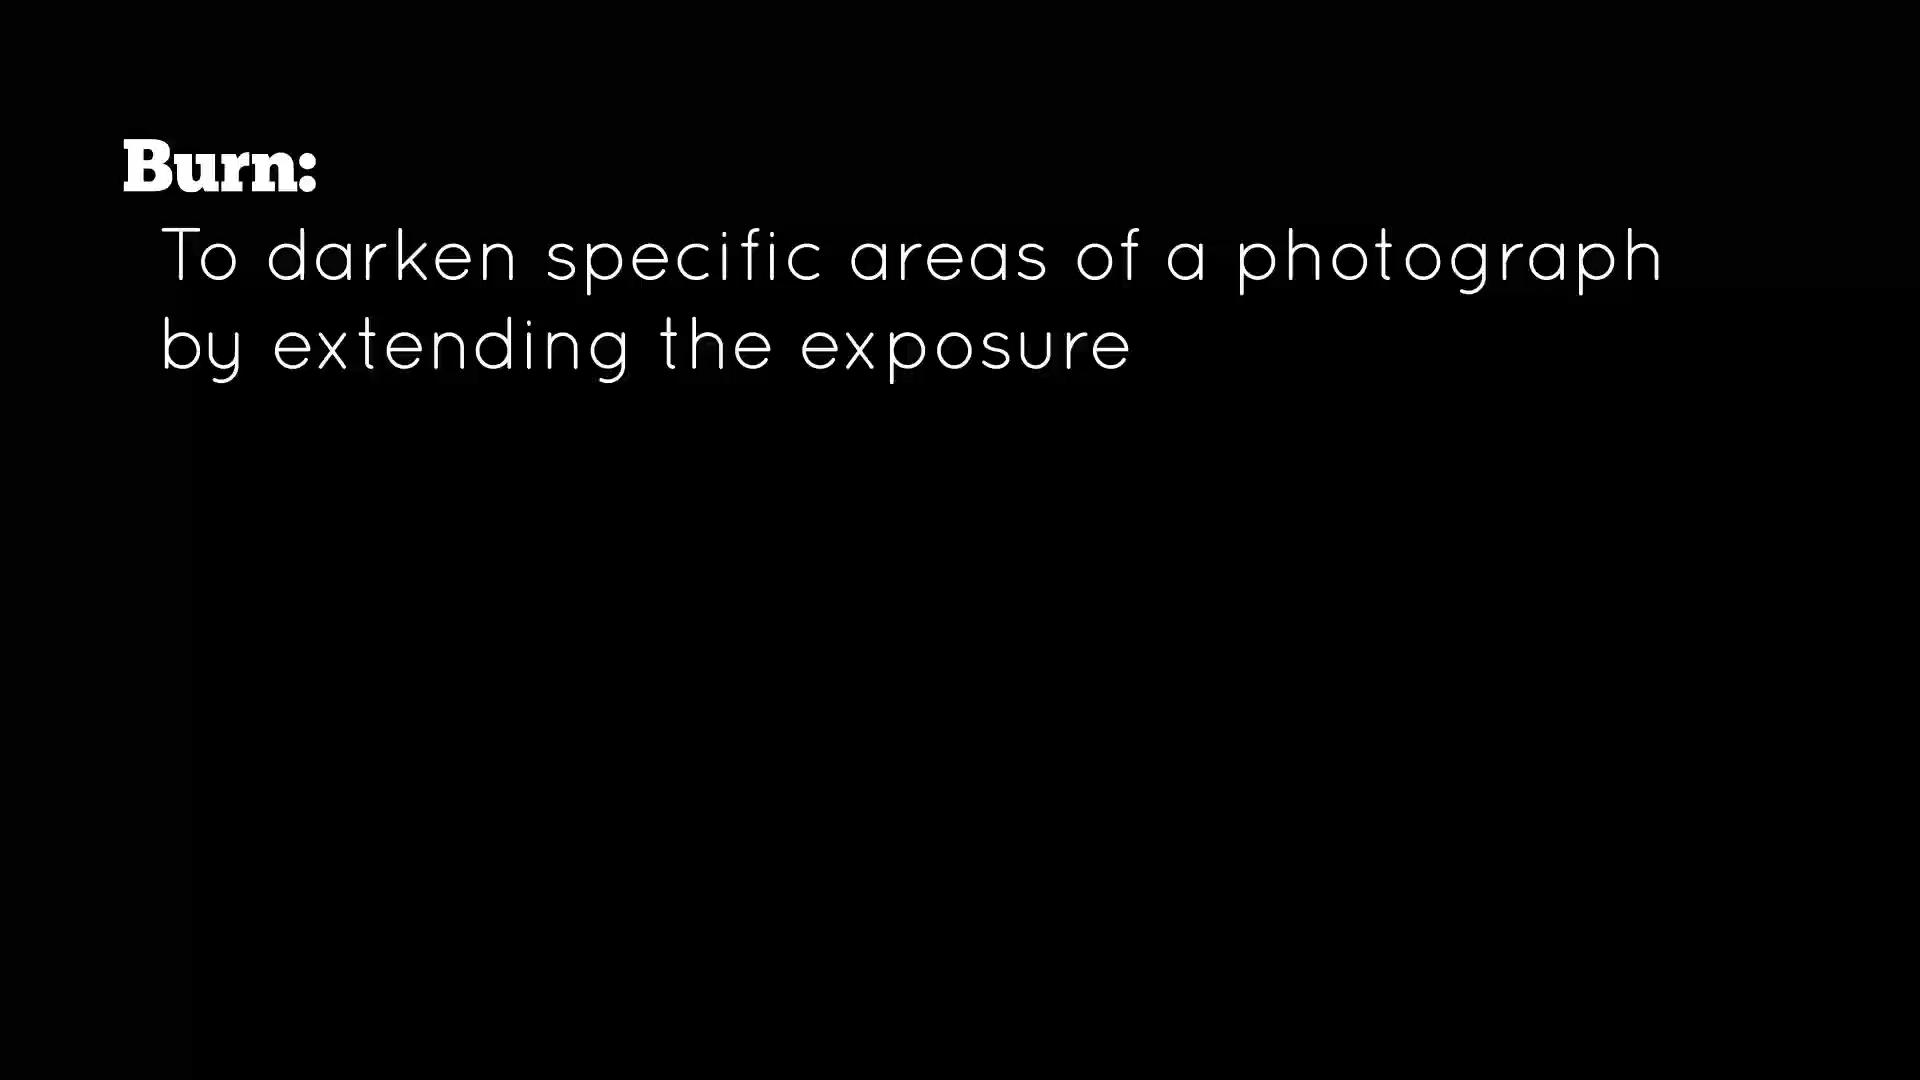 Burn:
To darken specific areas of a photograph
by extending the exposure